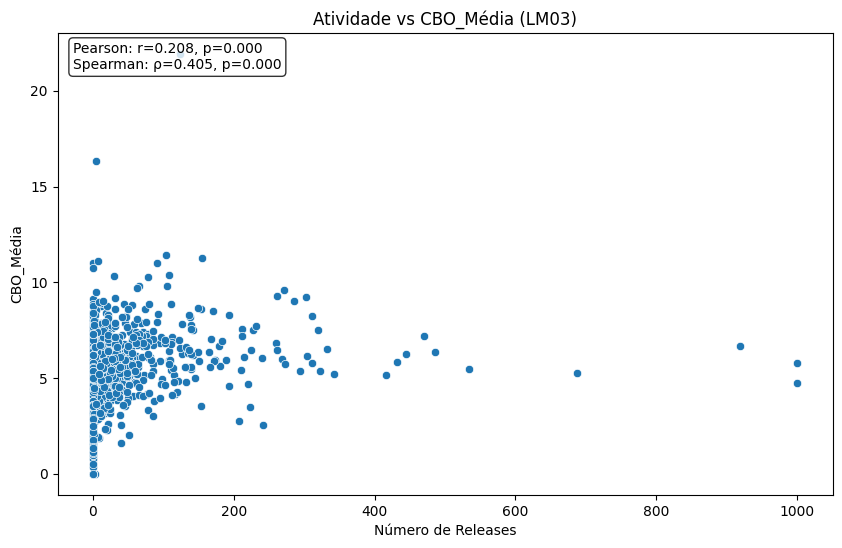 Atividade vs CBO_Média (LM03)
Pearson: r=0.208, p=0.000
Spearman: ρ=0.405, p=0.000
CBO_Média
20
15
10
5
0
0 200 400 600 800 1000
Número de Releases